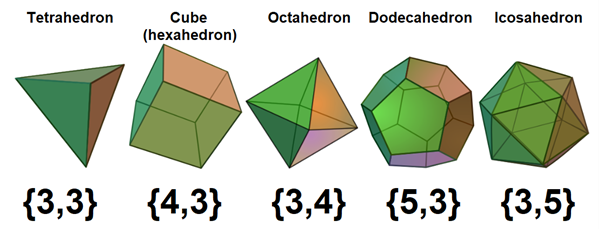 Tetrahedron
Cube
(hexahedron)
Octahedron
Dodecahedron
Icosahedron
{3,3}
{4,3}
{3,4}
{5,3}
{3,5}